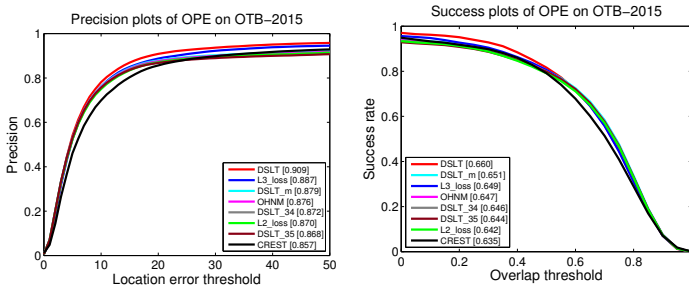 Precision plots of OPE on OTB-2015
Precision
1
0.8
0.6
0.4
0.2
0
0 10 20 30 40 50
Location error threshold
DSLT [0.909]
L3_loss [0.887]
DSLT_m [0.879]
OHNM [0.876]
DSLT_34 [0.872]
L2_loss [0.870]
DSLT_35 [0.868]
CREST [0.857]
Success plots of OPE on OTB-2015
Success rate
1
0.8
0.6
0.4
0.2
0
0 0.2 0.4 0.6 0.8
Overlap threshold
DSLT [0.660]
DSLT_m [0.651]
L3_loss [0.649]
OHNM [0.647]
DSLT_34 [0.646]
DSLT_35 [0.644]
L2_loss [0.642]
CREST [0.635]